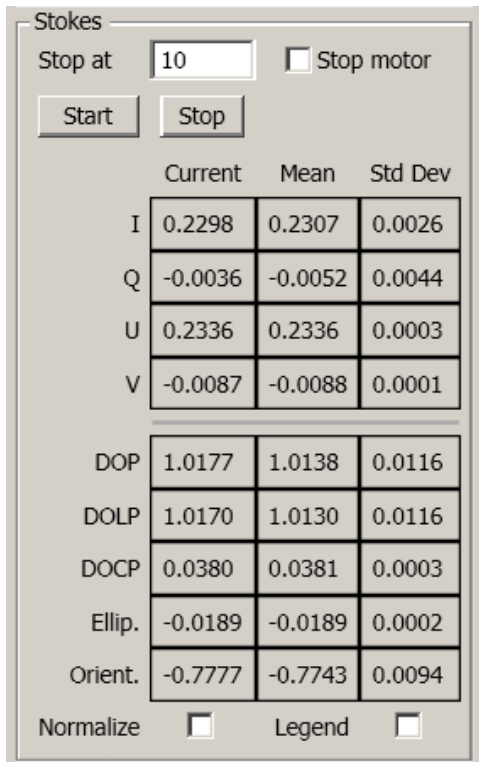 Stokes
Stop at 10 Stop motor
Start Stop
Current Mean Std Dev
I 0.2298 0.2307 0.0026
Q -0.0036 -0.0052 0.0044
U 0.2336 0.2336 0.0003
V -0.0087 -0.0088 0.0001
DOP 1.0177 1.0138 0.0116
DOLP 1.0170 1.0130 0.0116
DOCP 0.0380 0.0381 0.0003
Ellip. -0.0189 -0.0189 0.0002
Orient. -0.7777 -0.7743 0.0094
Normalize Legend